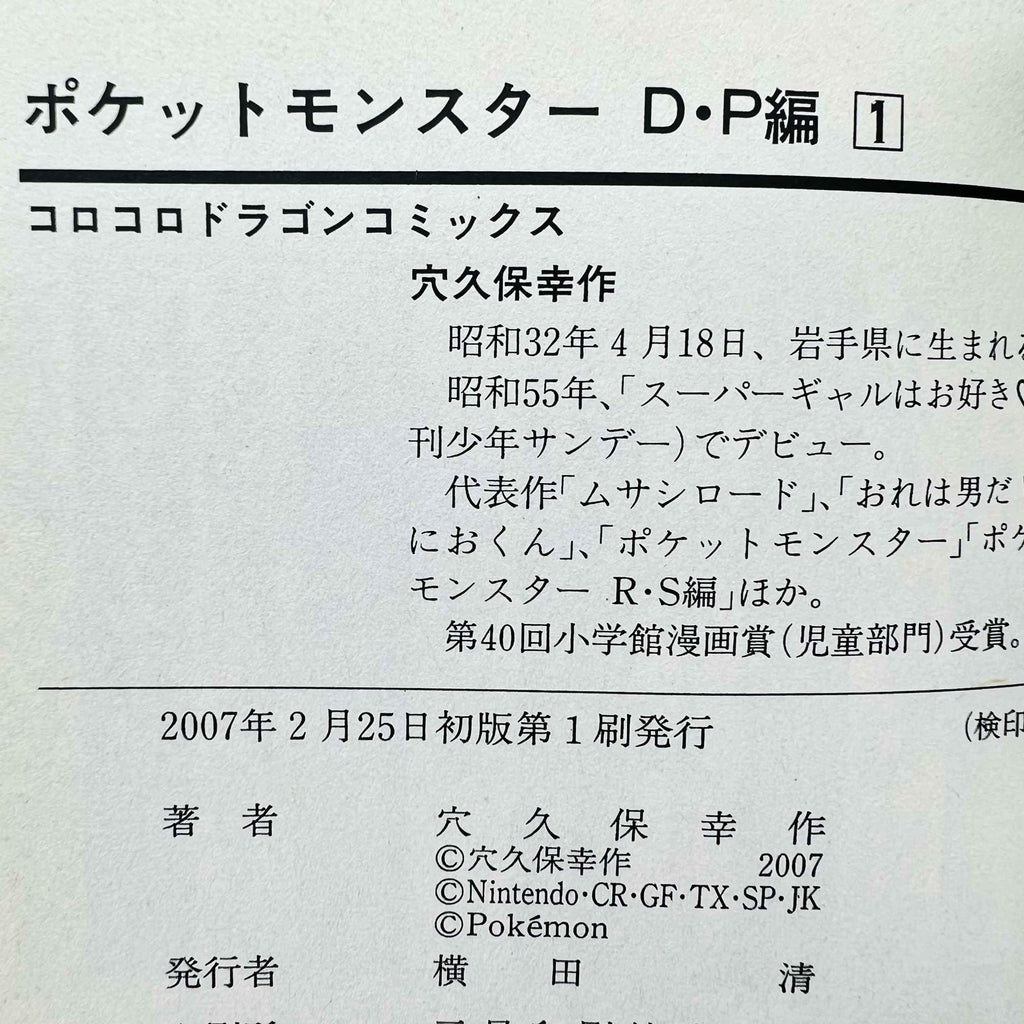 ポケットモンスター D・P編 1
コロコロドラゴンコミックス
穴久保幸作
昭和32年4月18日、岩手県に生まれ
昭和55年、「スーパーギャルはお好き♡
刊少年サンデー)でデビュー。
代表作「ムサシロード」、「おれは男だ
におくん」、「ポケットモンスター」「ポケ
モンスター R・S編」ほか。
第40回小学館漫画賞(児童部門)受賞。
2007年2月25日初版第1刷発行
(検印
著者 穴久保幸作
©穴久保幸作 2007
©Nintendo・CR・GF・TX・SP・JK
©Pokémon
発行者 横田清